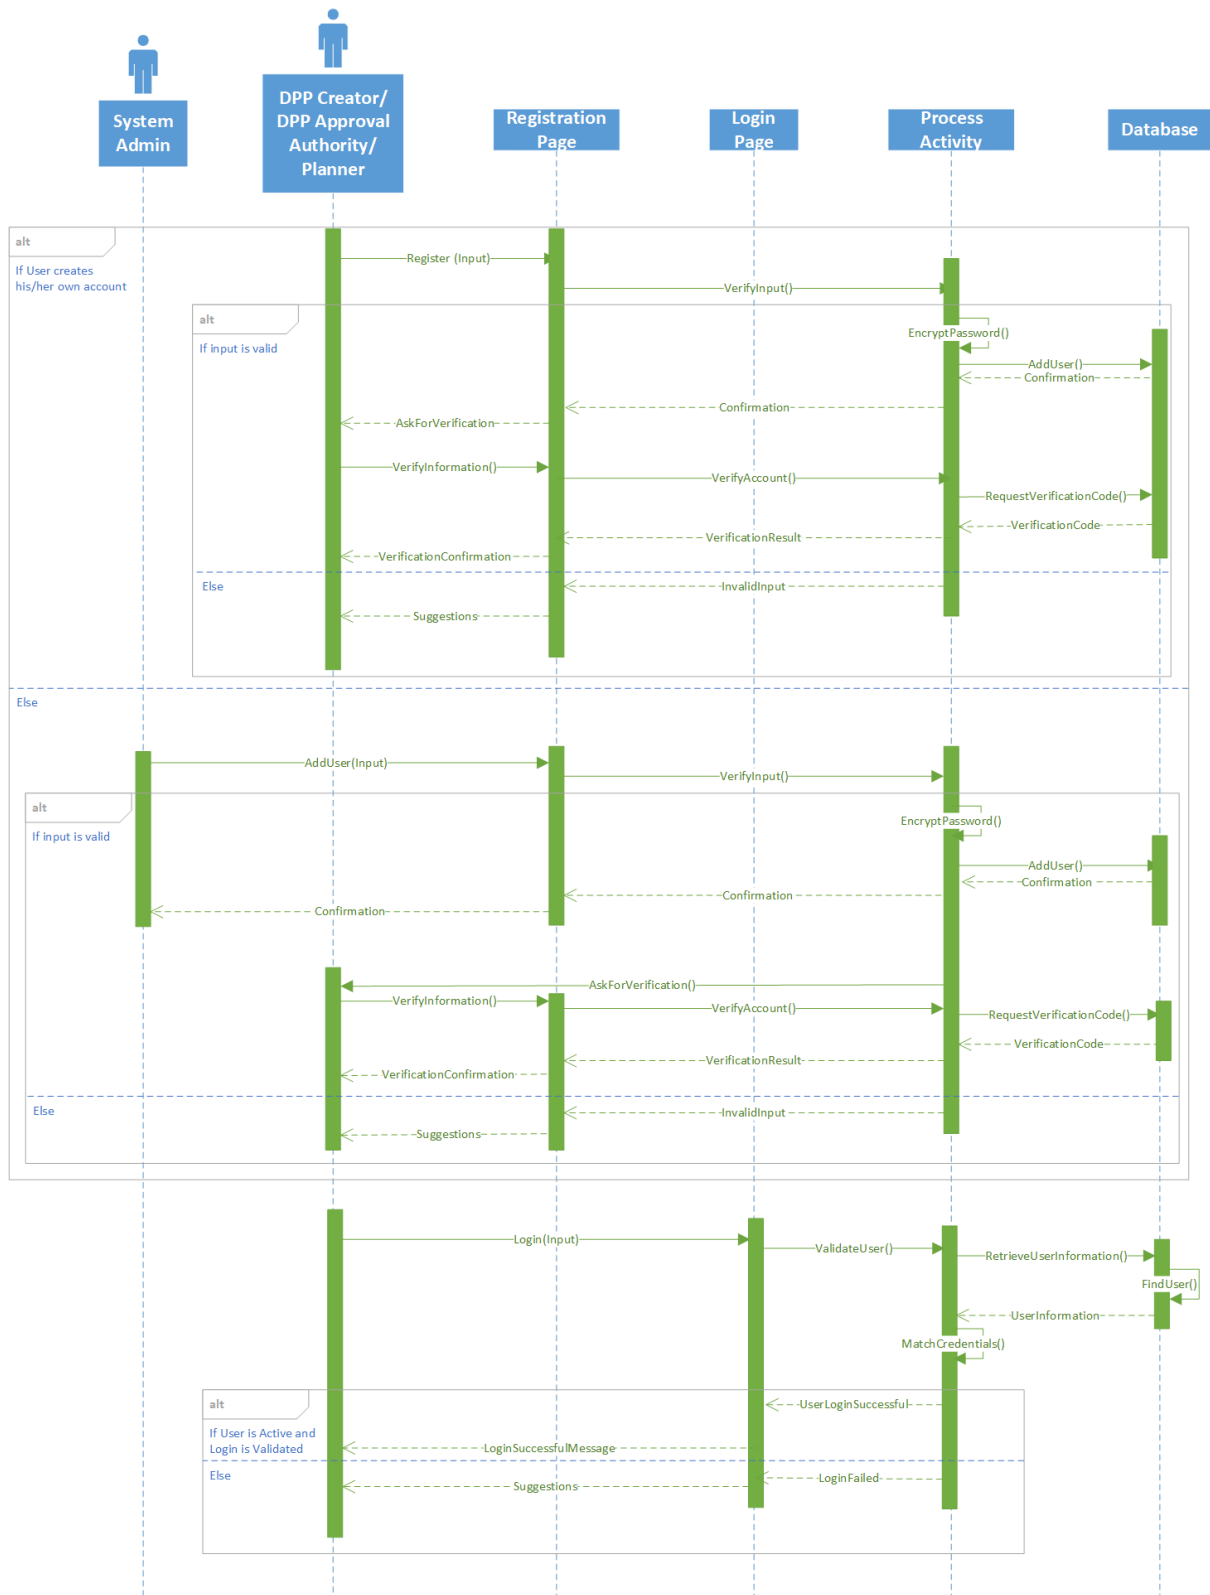 System
Admin
DPP Creator/
DPP Approval
Authority/
Planner
Registration
Page
Login
Page
Process
Activity
Database
alt
If User creates
his/her own account
Register (Input)
VerifyInput()
alt
If input is valid
EncryptPassword()
AddUser()
Confirmation
Confirmation
AskForVerification
VerifyInformation()
VerifyAccount()
RequestVerificationCode()
VerificationCode
VerificationResult
VerificationConfirmation
Else
InvalidInput
Suggestions
Else
AddUser(Input)
VerifyInput()
alt
If input is valid
EncryptPassword()
AddUser()
Confirmation
Confirmation
Confirmation
AskForVerification()
VerifyInformation()
VerifyAccount()
RequestVerificationCode()
VerificationCode
VerificationResult
VerificationConfirmation
Else
InvalidInput
Suggestions
Login(Input)
ValidateUser()
RetrieveUserInformation()
FindUser()
UserInformation
MatchCredentials()
alt
If User is Active and
Login is Validated
UserLoginSuccessful
LoginSuccessfulMessage
Else
LoginFailed
Suggestions